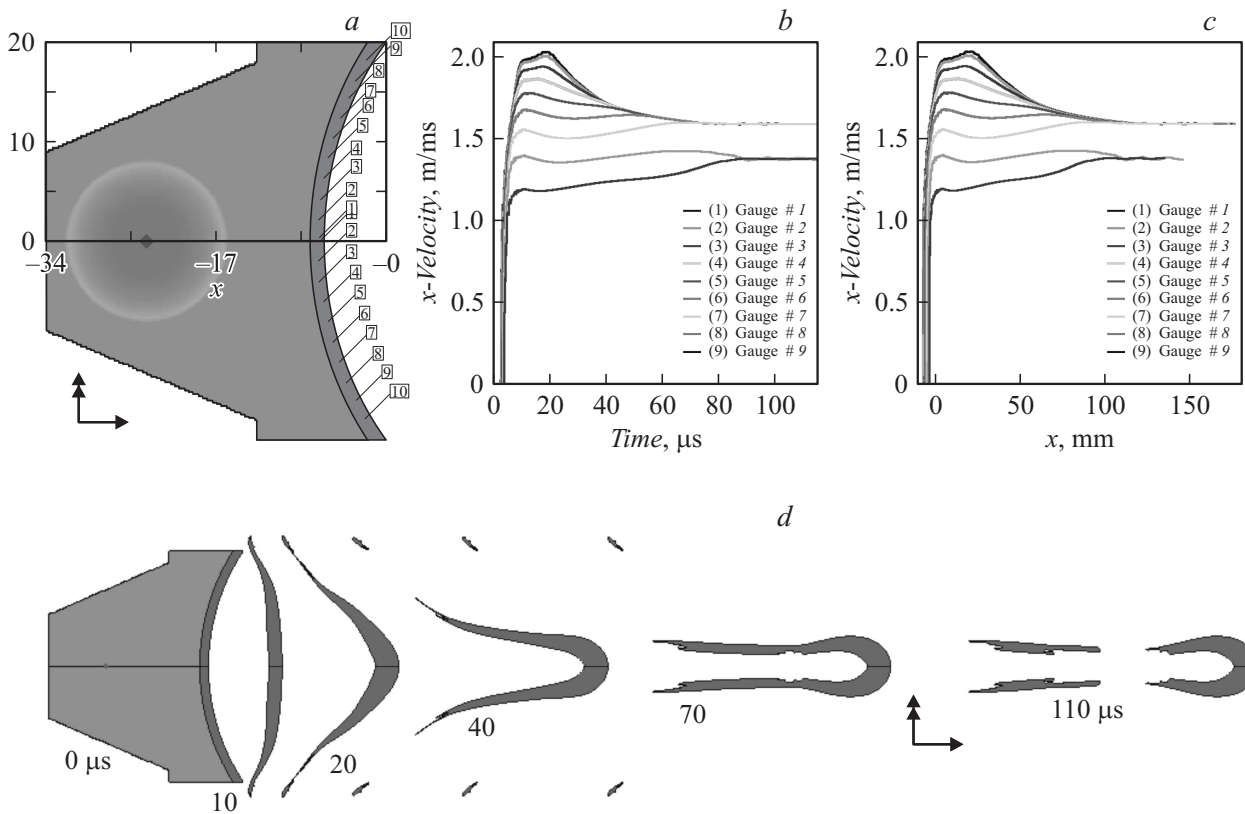 a
20
10
0
−34
−17
x
−0
10
9
8
7
6
5
4
3
2
1
2
3
4
5
6
7
8
9
10
b
2.0
1.5
1.0
0.5
0
x-Velocity, m/ms
(1) Gauge # 1
(2) Gauge # 2
(3) Gauge # 3
(4) Gauge # 4
(5) Gauge # 5
(6) Gauge # 6
(7) Gauge # 7
(8) Gauge # 8
(9) Gauge # 9
0 20 40 60 80 100
Time, μs
c
2.0
1.5
1.0
0.5
0
x-Velocity, m/ms
(1) Gauge # 1
(2) Gauge # 2
(3) Gauge # 3
(4) Gauge # 4
(5) Gauge # 5
(6) Gauge # 6
(7) Gauge # 7
(8) Gauge # 8
(9) Gauge # 9
0 50 100 150
x, mm
d
0 μs
10
20
40
70
110 μs